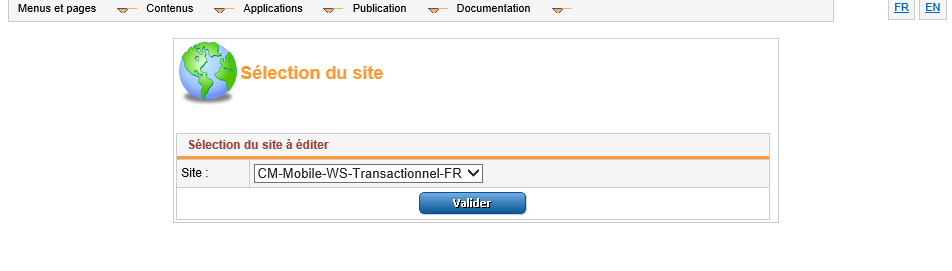 Menus et pages Contenus Applications Publication Documentation FR EN
Sélection du site
Sélection du site à éditer
Site : CM-Mobile-WS-Transactionnel-FR
Valider